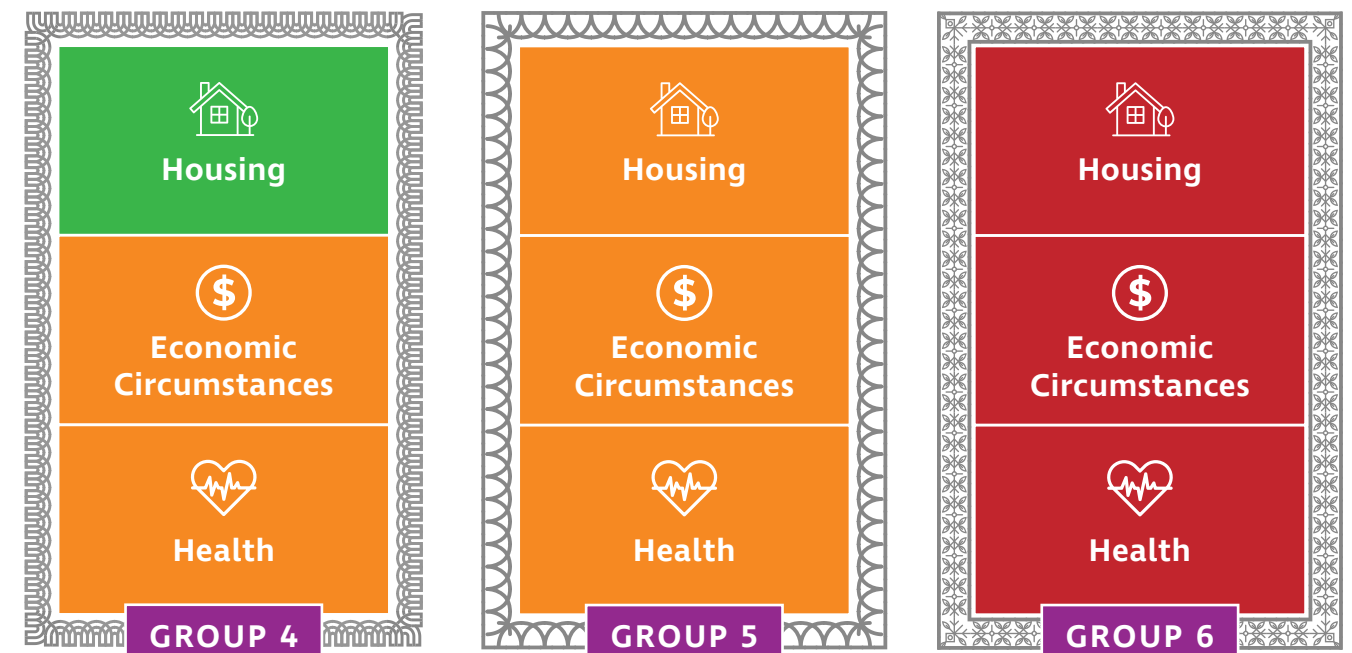 Housing
$
Economic
Circumstances
Health
GROUP 4
Housing
$
Economic
Circumstances
Health
GROUP 5
Housing
$
Economic
Circumstances
Health
GROUP 6